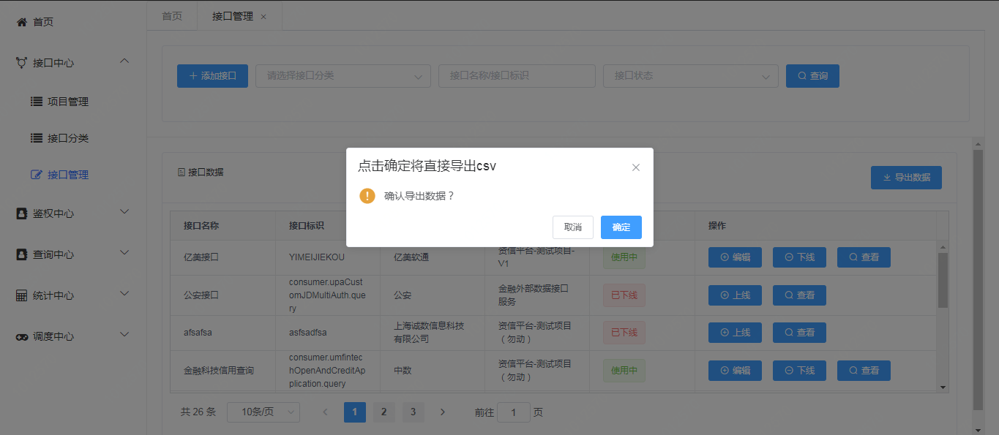 首页
接口中心
项目管理
接口分类
接口管理
鉴权中心
查询中心
统计中心
调度中心
首页 接口管理 ×
+ 添加接口 请选择接口分类 接口名称/接口标识 接口状态 查询
点击确定将直接导出csv
确认导出数据？
取消 确定
接口数据 导出数据
接口名称 接口标识 操作
亿美接口 YIMEIJIEKOU 亿美软通 资信平台-测试项目-
V1
使用中 编辑 下线 查看
公安接口
consumer.upaCust
omJDMultiAuth.que
ry
公安
金融外部数据接口
服务
已下线 上线 查看
afsafsa asfsadfsa
上海诚数信息科技
有限公司
资信平台-测试项目
（勿动）
已下线 上线 查看
金融科技信用查询
consumer.umfintec
hOpenAndCreditAp
plication.query
中数
资信平台-测试项目
（勿动）
使用中 编辑 下线 查看
共 26 条 10条/页 1 2 3 前往 1 页